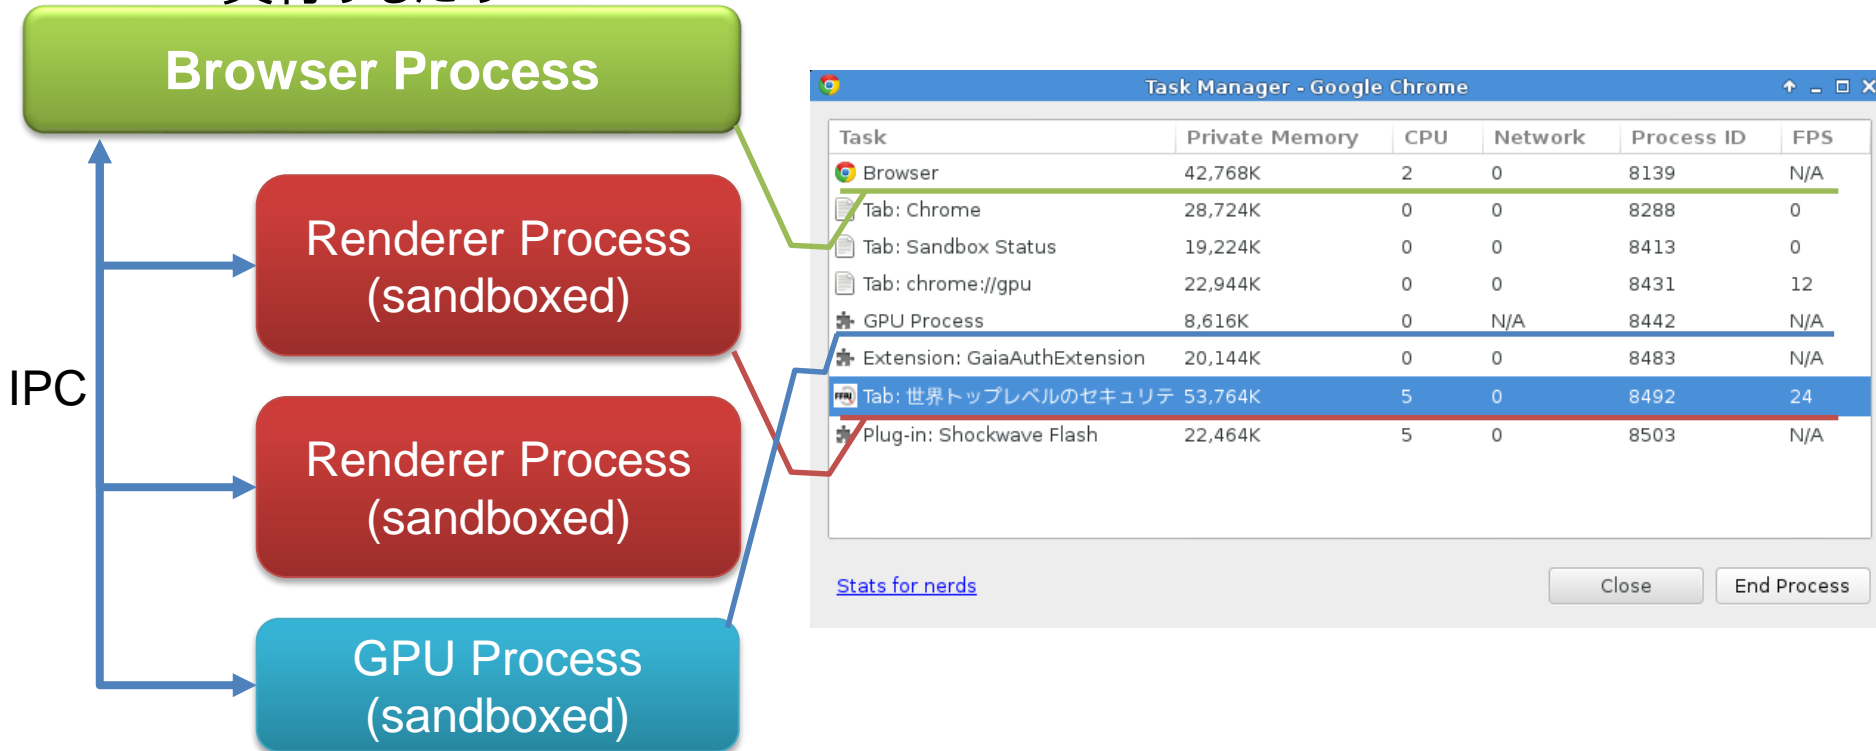 Browser Process
Renderer Process
(sandboxed)
IPC
Renderer Process
(sandboxed)
GPU Process
(sandboxed)
Task Manager - Google Chrome
Task Private Memory CPU Network Process ID FPS
Browser 42,768K 2 0 8139 N/A
Tab: Chrome 28,724K 0 0 8288 0
Tab: Sandbox Status 19,224K 0 0 8413 0
Tab: chrome://gpu 22,944K 0 0 8431 12
GPU Process 8,616K 0 N/A 8442 N/A
Extension: GaiaAuthExtension 20,144K 0 0 8483 N/A
Tab: 世界トップレベルのセキュリテ 53,764K 5 0 8492 24
Plug-in: Shockwave Flash 22,464K 5 0 8503 N/A
Stats for nerds
Close End Process